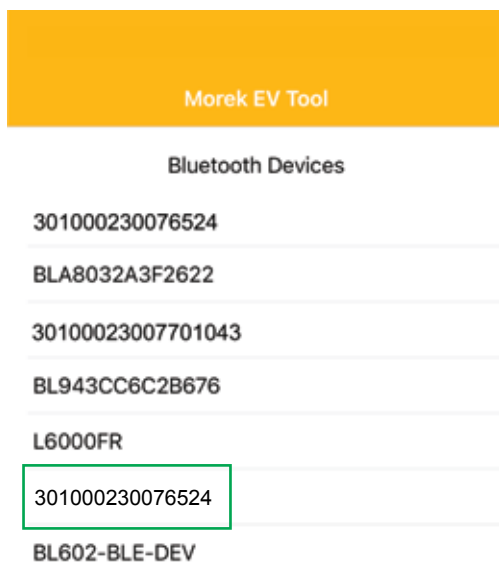 Morek EV Tool
Bluetooth Devices
301000230076524
BLA8032A3F2622
30100023007701043
BL943CC6C2B676
L6000FR
301000230076524
BL602-BLE-DEV